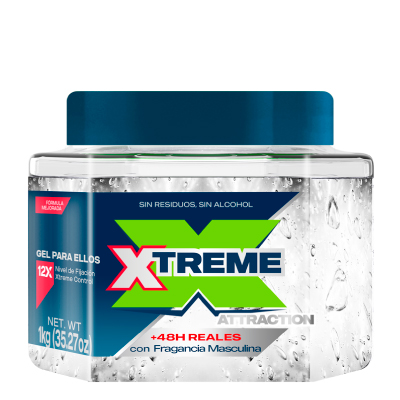 FÓRMULA
MEJORADA
GEL PARA ELLOS
12X
Nivel de Fijación
Xtreme Control
NET. WT
1kg (35.27oz)
SIN RESIDUOS, SIN ALCOHOL
XTREME
ATTRACTION
+48H REALES
con Fragancia Masculina